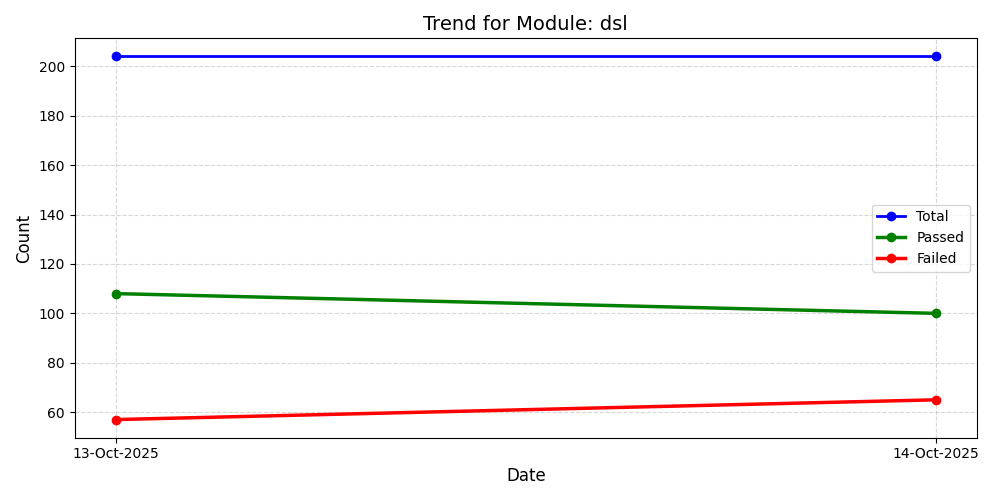 Trend for Module: dsl
Count
200
180
160
140
120
100
80
60
Total
Passed
Failed
13-Oct-2025
14-Oct-2025
Date